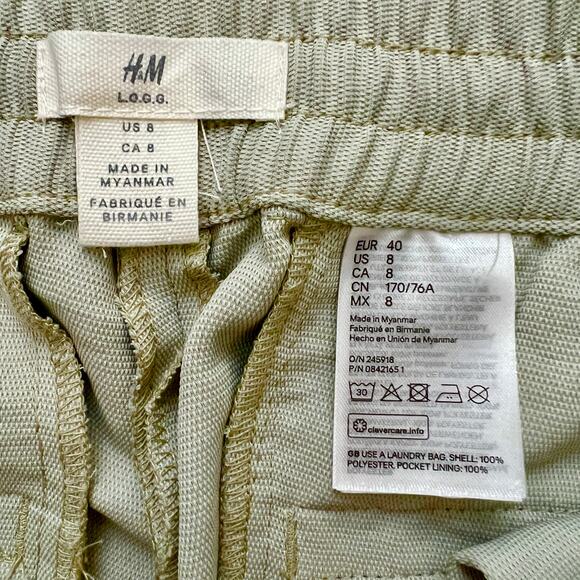 H&M
L.O.G.G.
US 8
CA 8
MADE IN
MYANMAR
FABRIQUÉ EN
BIRMANIE
EUR 40
US 8
CA 8
CN 170/76A
MX 8
Made in Myanmar
Fabriqué en Birmanie
Hecho en Unión de Myanmar
O/N 245918
P/N 0842165 1
30
clevercare.info
GB USE A LAUNDRY BAG. SHELL: 100%
POLYESTER. POCKET LINING: 100%